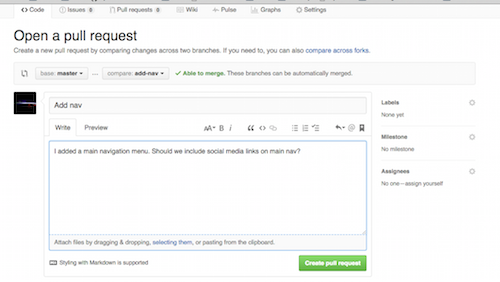 Code Issues 0 Pull requests 0 Wiki Pulse Graphs Settings
Open a pull request
Create a new pull request by comparing changes across two branches. If you need to, you can also compare across forks.
base: master ... compare: add-nav ✓ Able to merge. These branches can be automatically merged.
Add nav
Write Preview
AA B i
I added a main navigation menu. Should we include social media links on main nav?
Attach files by dragging & dropping, selecting them, or pasting from the clipboard.
Styling with Markdown is supported
Create pull request
Labels
None yet
Milestone
No milestone
Assignees
No one—assign yourself